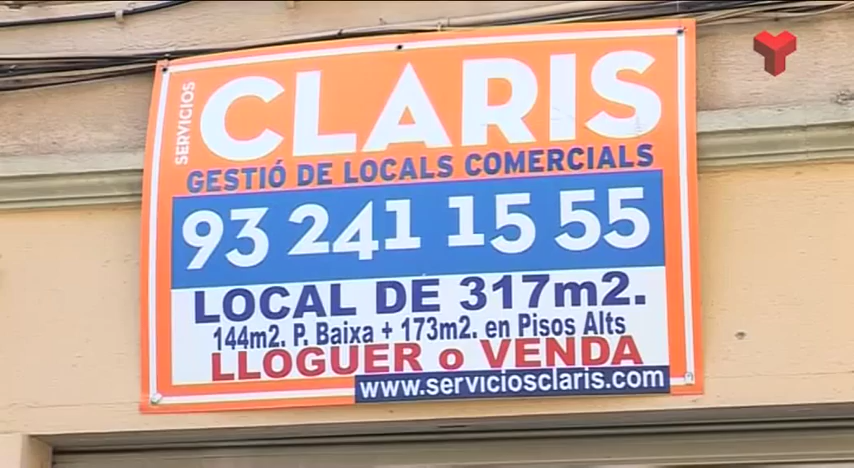 SERVICIOS
CLARIS
GESTIÓ DE LOCALS COMERCIALS
93 241 15 55
LOCAL DE 317m2.
144m2. P. Baixa + 173m2. en Pisos Alts
LLOGUER o VENDA
www.serviciosclaris.com